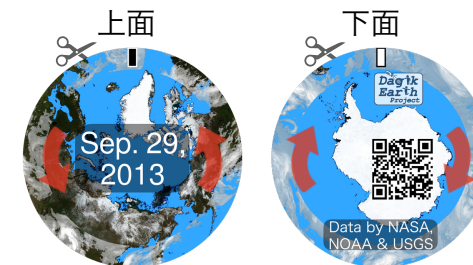 上面
下面
Dagik
Earth
Project
Sep. 29,
2013
Data by NASA,
NOAA & USGS